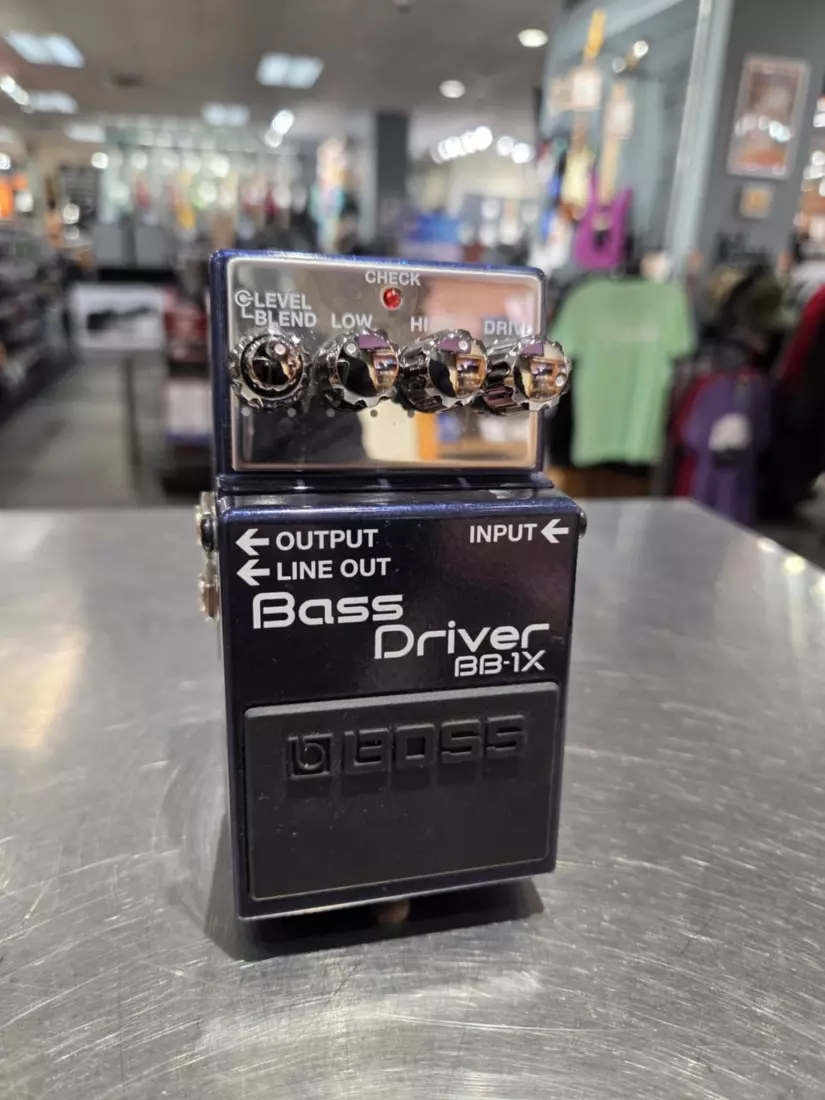 CHECK
LEVEL
BLEND
LOW
← OUTPUT
INPUT ←
← LINE OUT
Bass
Driver
BB-1X
BOSS